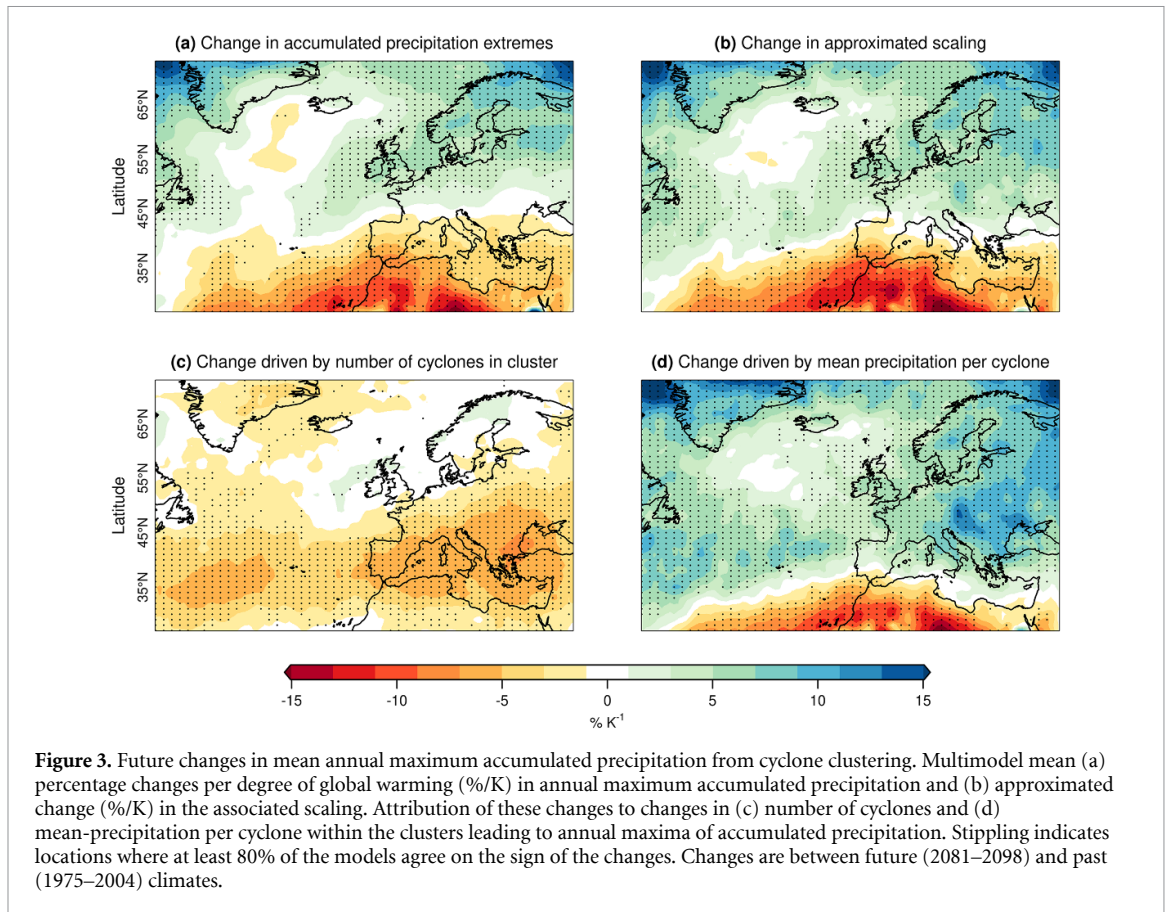 (a) Change in accumulated precipitation extremes
(b) Change in approximated scaling
Latitude
65°N
55°N
45°N
35°N
(c) Change driven by number of cyclones in cluster
(d) Change driven by mean precipitation per cyclone
Latitude
65°N
55°N
45°N
35°N
-15 -10 -5 0 5 10 15
% K⁻¹
Figure 3. Future changes in mean annual maximum accumulated precipitation from cyclone clustering. Multimodel mean (a)
percentage changes per degree of global warming (%/K) in annual maximum accumulated precipitation and (b) approximated
change (%/K) in the associated scaling. Attribution of these changes to changes in (c) number of cyclones and (d)
mean-precipitation per cyclone within the clusters leading to annual maxima of accumulated precipitation. Stippling indicates
locations where at least 80% of the models agree on the sign of the changes. Changes are between future (2081–2098) and past
(1975–2004) climates.